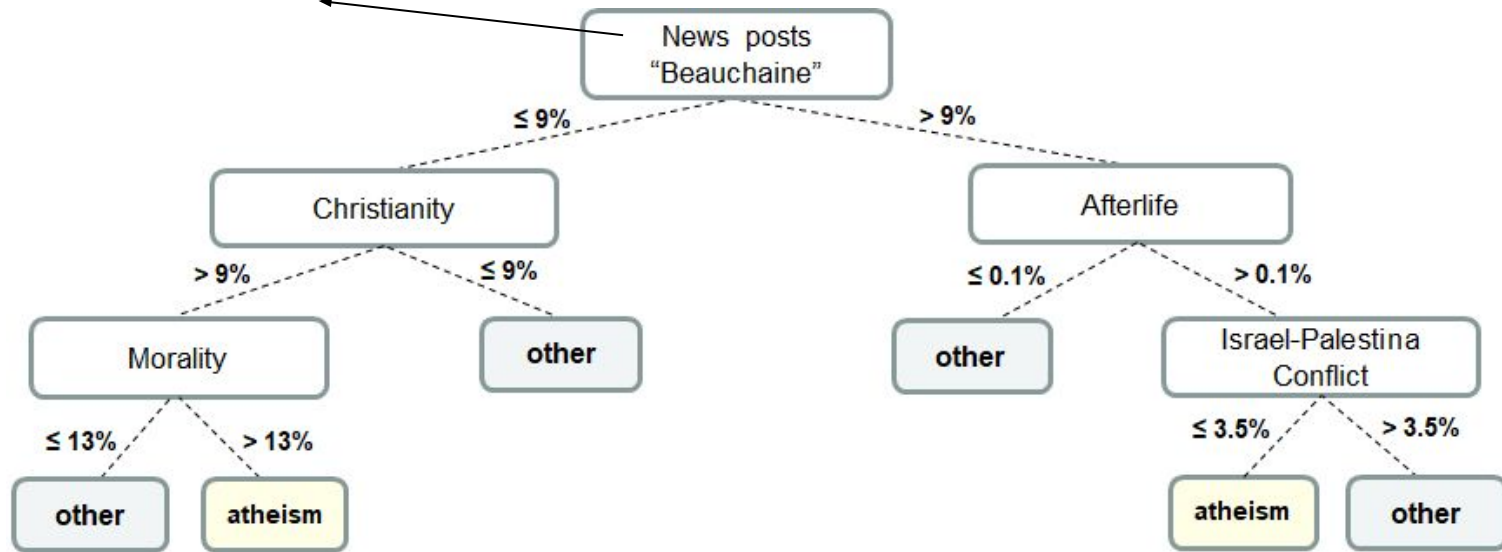 News posts
“Beauchaine”
≤ 9%
> 9%
Christianity
Afterlife
> 9%
≤ 9%
≤ 0.1%
> 0.1%
Morality
other
other
Israel-Palestina
Conflict
≤ 13%
> 13%
≤ 3.5%
> 3.5%
other
atheism
atheism
other